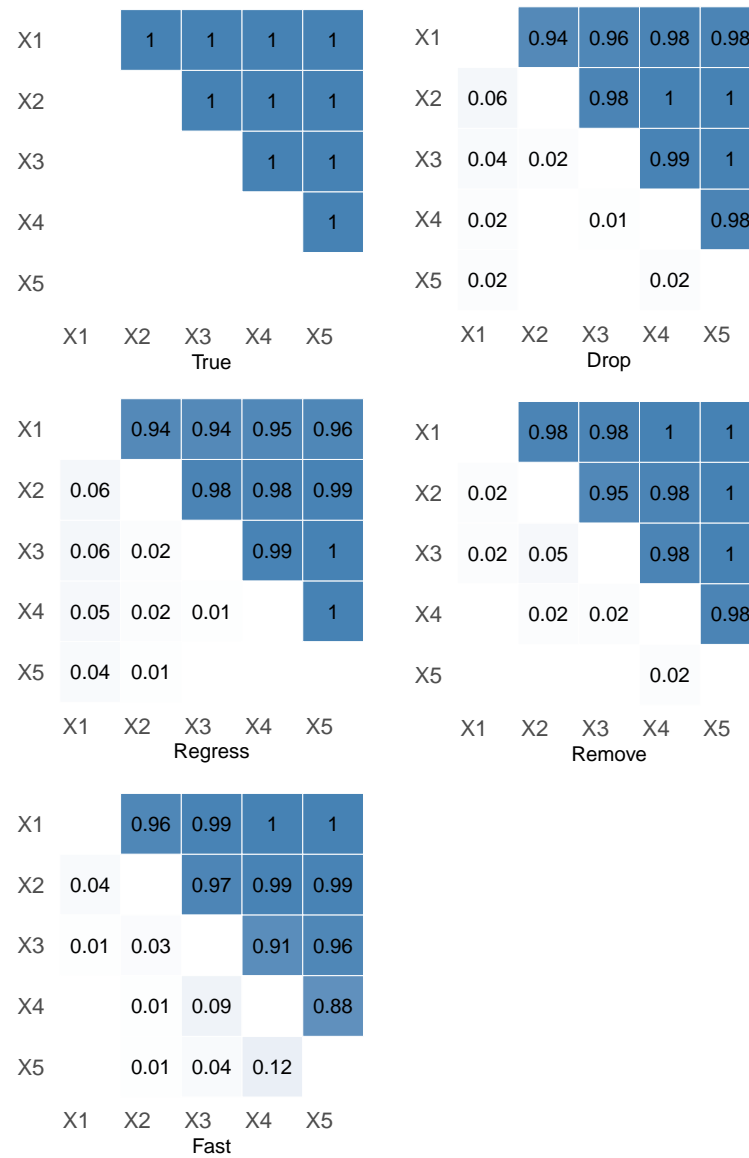 X1 1 1 1 1
X2 1 1 1
X3 1 1
X4 1
X5
X1 X2 X3 X4 X5
True
X1 0.94 0.96 0.98 0.98
X2 0.06 0.98 1 1
X3 0.04 0.02 0.99 1
X4 0.02 0.01 0.98
X5 0.02 0.02
X1 X2 X3 X4 X5
Drop
X1 0.94 0.94 0.95 0.96
X2 0.06 0.98 0.98 0.99
X3 0.06 0.02 0.99 1
X4 0.05 0.02 0.01 1
X5 0.04 0.01
X1 X2 X3 X4 X5
Regress
X1 0.98 0.98 1 1
X2 0.02 0.95 0.98 1
X3 0.02 0.05 0.98 1
X4 0.02 0.02 0.98
X5 0.02
X1 X2 X3 X4 X5
Remove
X1 0.96 0.99 1 1
X2 0.04 0.97 0.99 0.99
X3 0.01 0.03 0.91 0.96
X4 0.01 0.09 0.88
X5 0.01 0.04 0.12
X1 X2 X3 X4 X5
Fast